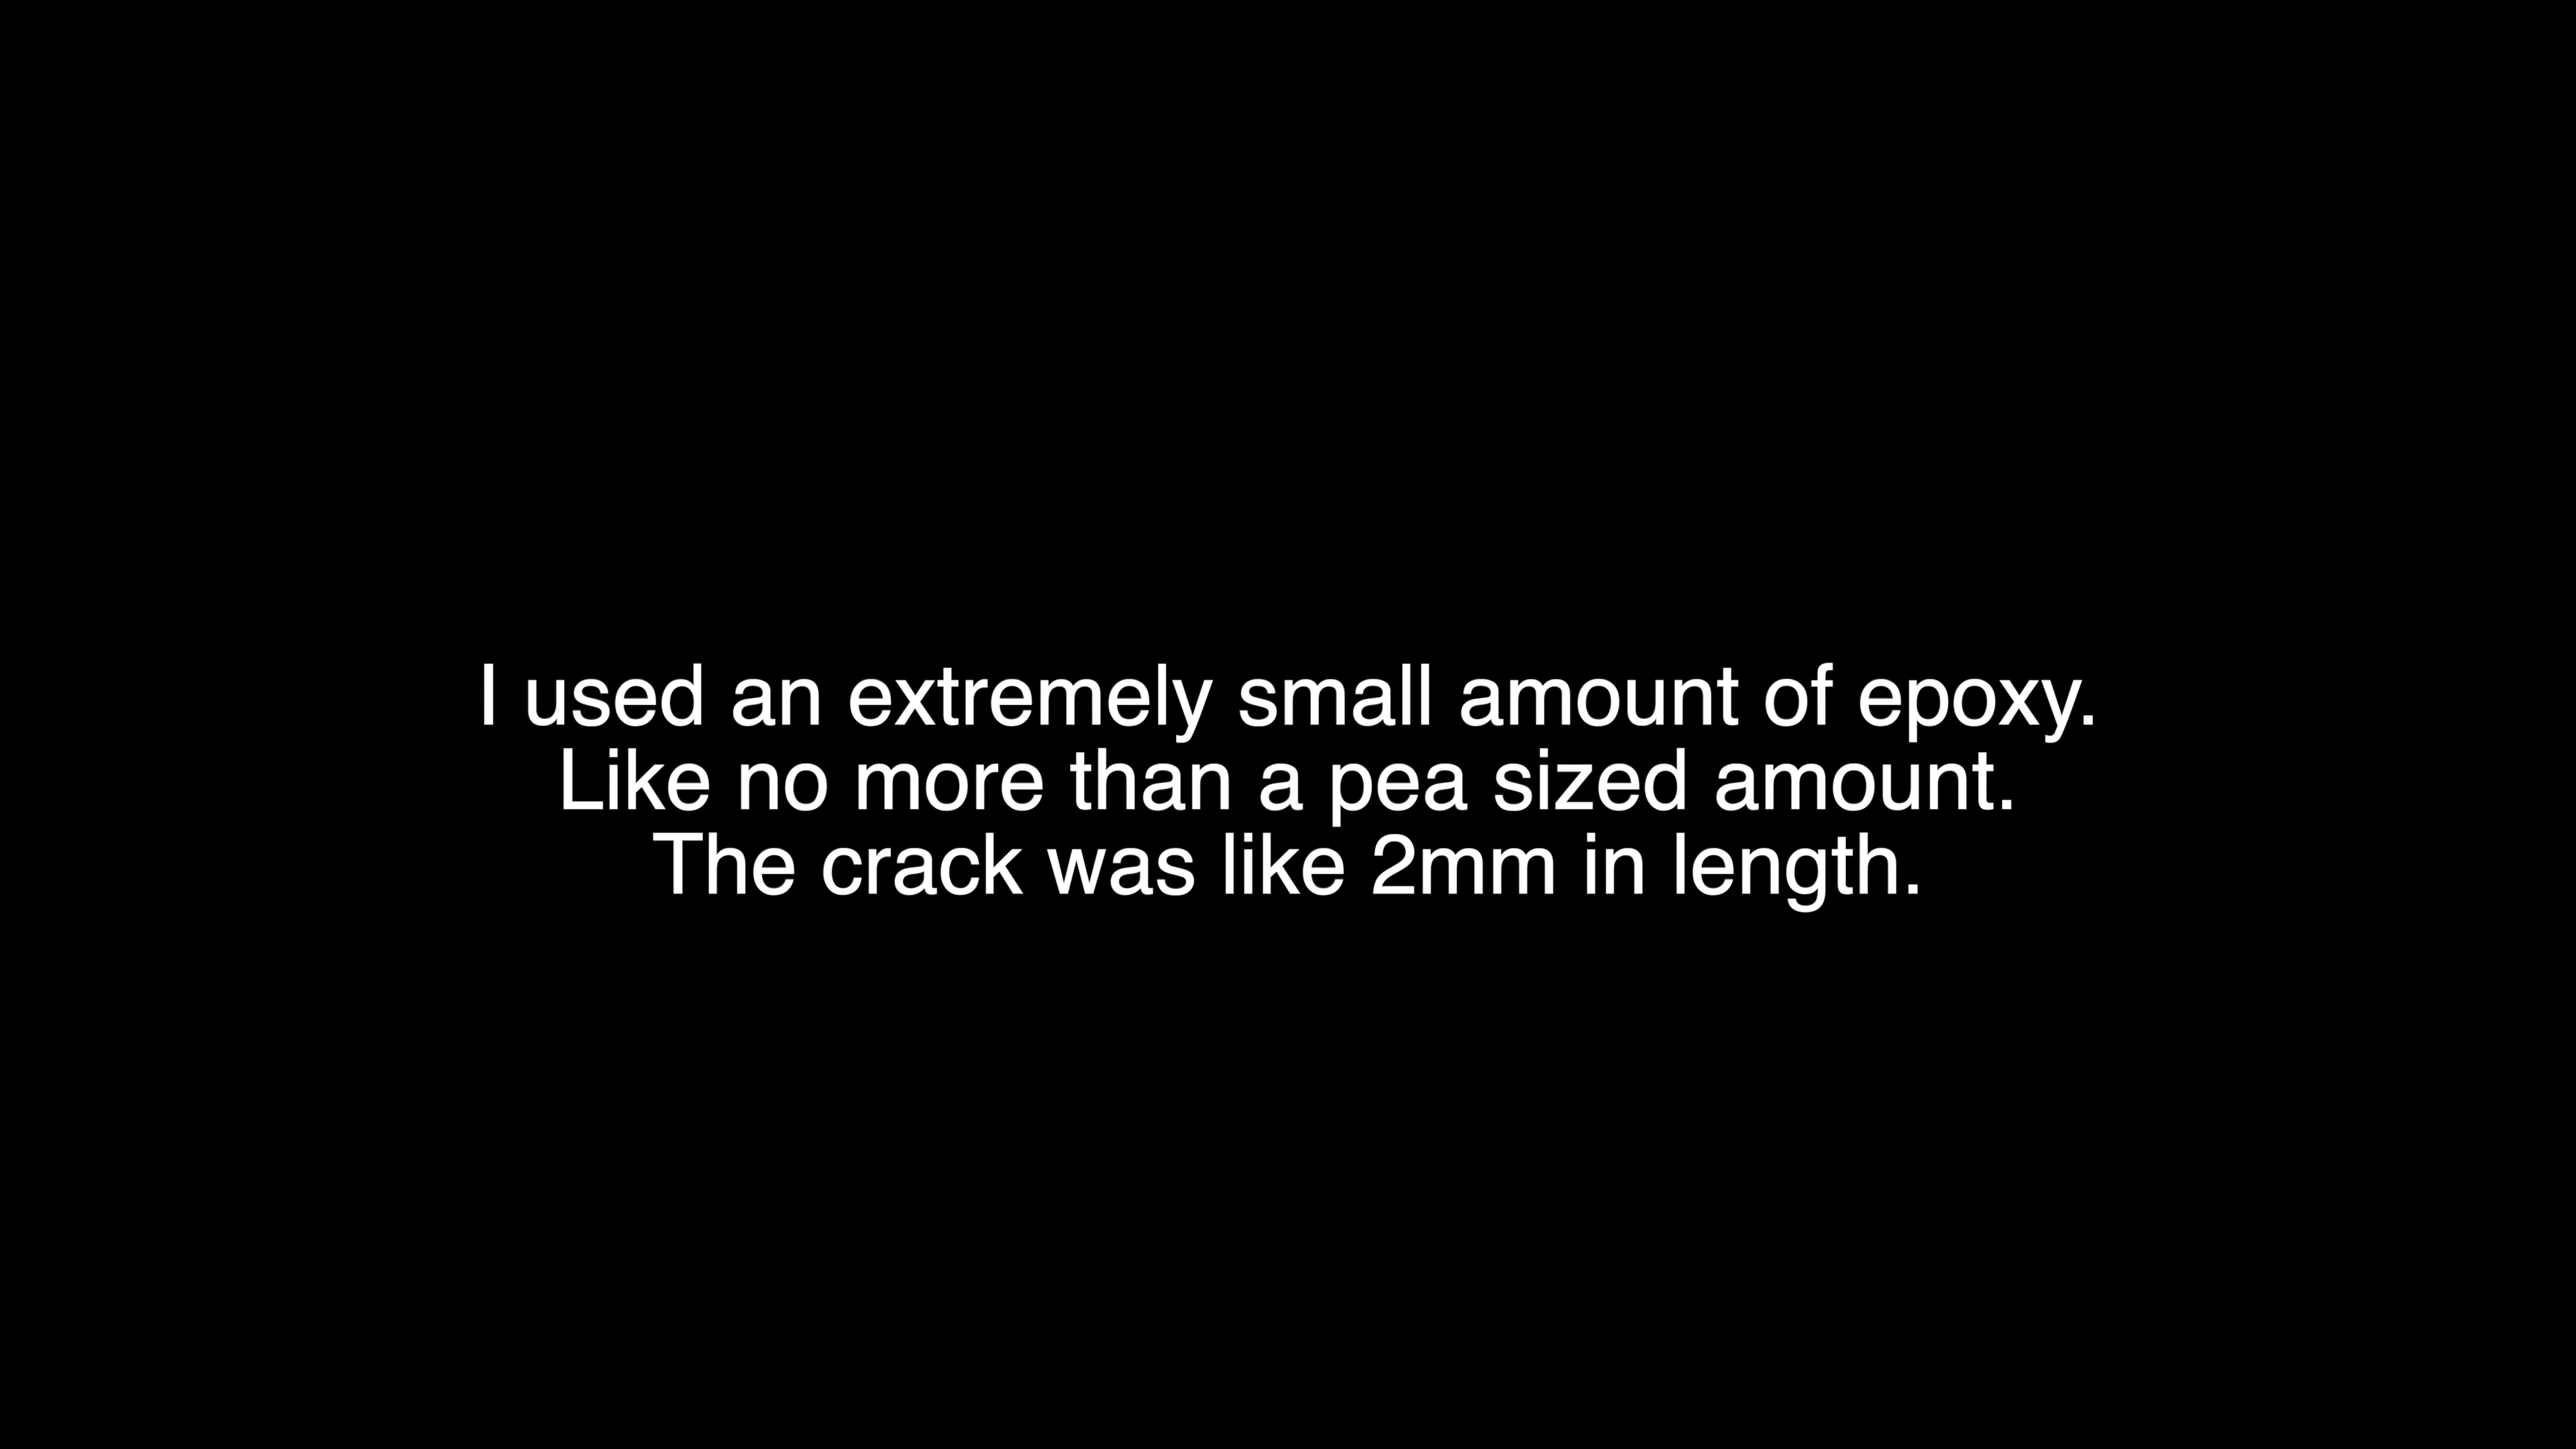 I used an extremely small amount of epoxy.
Like no more than a pea sized amount.
The crack was like 2mm in length.